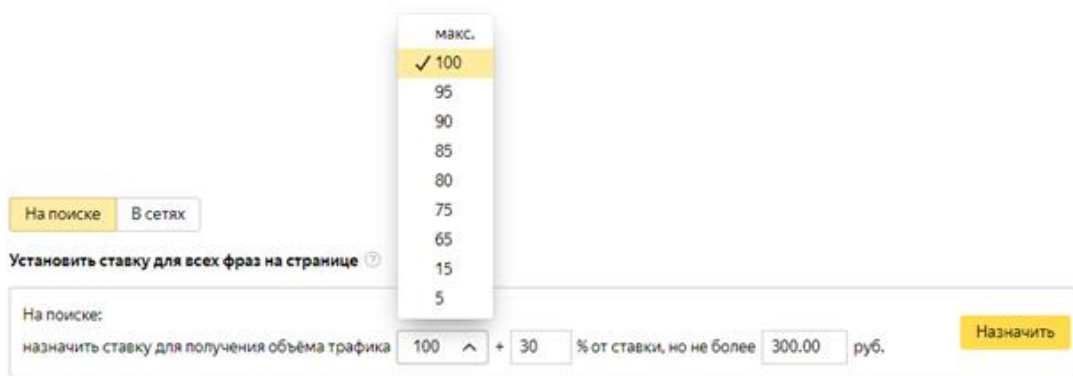 макс.
✓ 100
95
90
85
80
75
65
15
5
На поиске В сетях
Установить ставку для всех фраз на странице ?
На поиске:
назначить ставку для получения объёма трафика 100 + 30 % от ставки, но не более 300.00 руб. Назначить